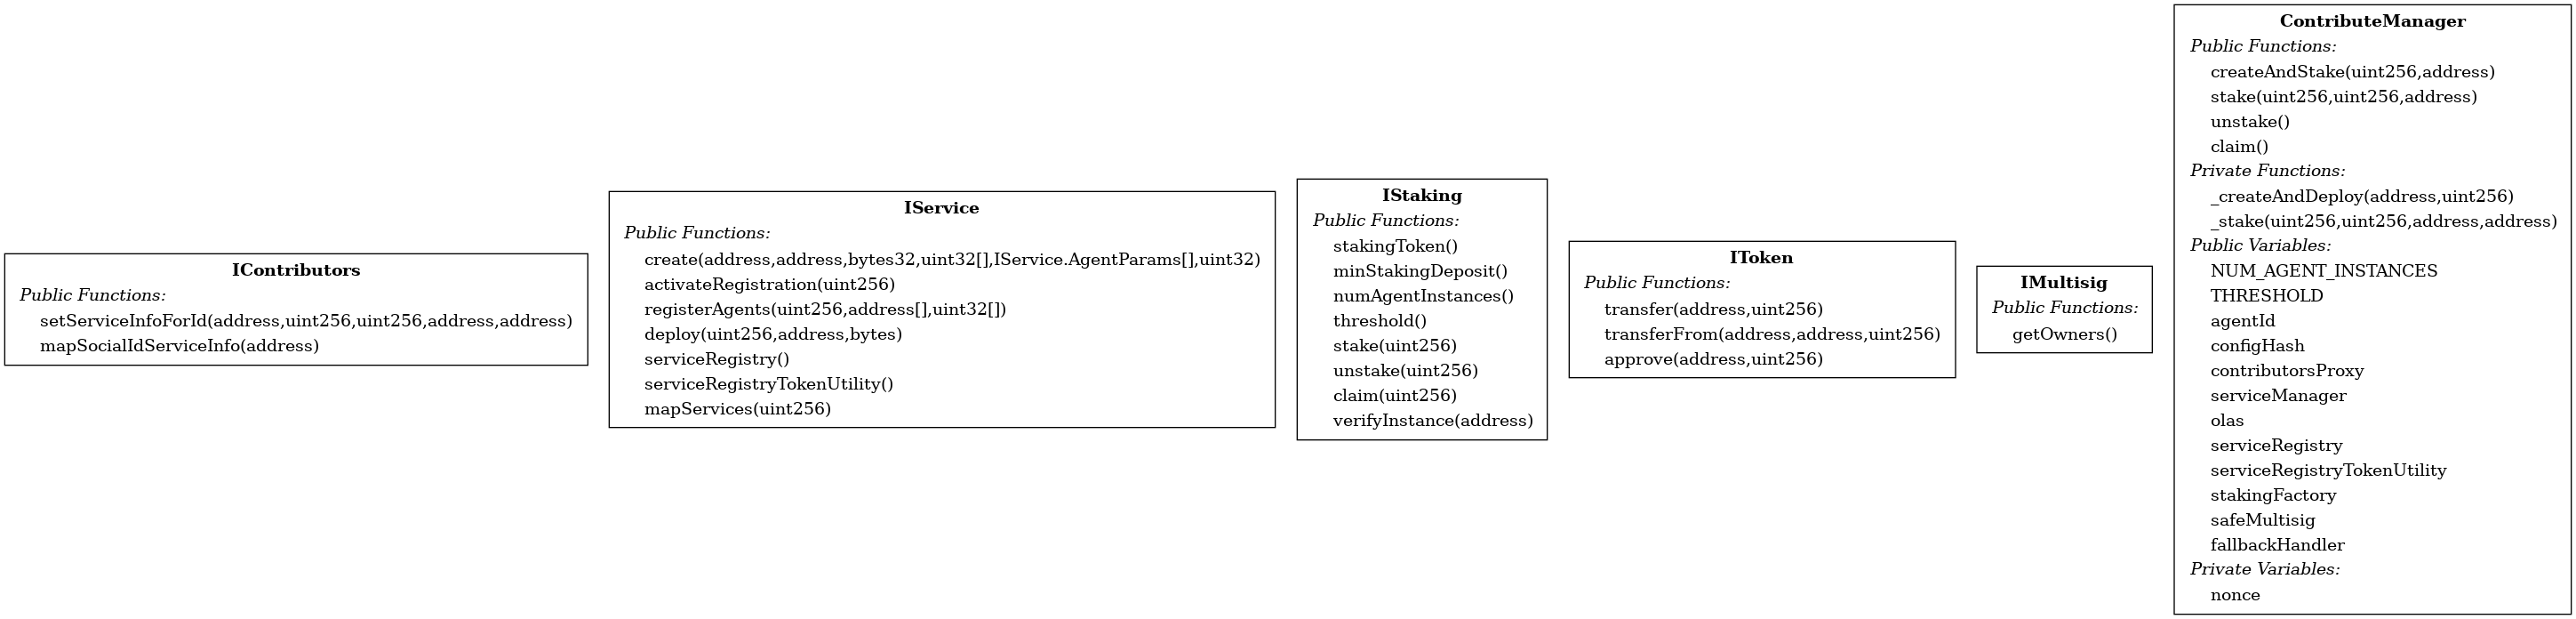 IContributors
Public Functions:
setServiceInfoForId(address,uint256,uint256,address,address)
mapSocialIdServiceInfo(address)
IService
Public Functions:
create(address,address,bytes32,uint32[],IService.AgentParams[],uint32)
activateRegistration(uint256)
registerAgents(uint256,address[],uint32[])
deploy(uint256,address,bytes)
serviceRegistry()
serviceRegistryTokenUtility()
mapServices(uint256)
IStaking
Public Functions:
stakingToken()
minStakingDeposit()
numAgentInstances()
threshold()
stake(uint256)
unstake(uint256)
claim(uint256)
verifyInstance(address)
IToken
Public Functions:
transfer(address,uint256)
transferFrom(address,address,uint256)
approve(address,uint256)
IMultisig
Public Functions:
getOwners()
ContributeManager
Public Functions:
createAndStake(uint256,address)
stake(uint256,uint256,address)
unstake()
claim()
Private Functions:
_createAndDeploy(address,uint256)
_stake(uint256,uint256,address,address)
Public Variables:
NUM_AGENT_INSTANCES
THRESHOLD
agentId
configHash
contributorsProxy
serviceManager
olas
serviceRegistry
serviceRegistryTokenUtility
stakingFactory
safeMultisig
fallbackHandler
Private Variables:
nonce